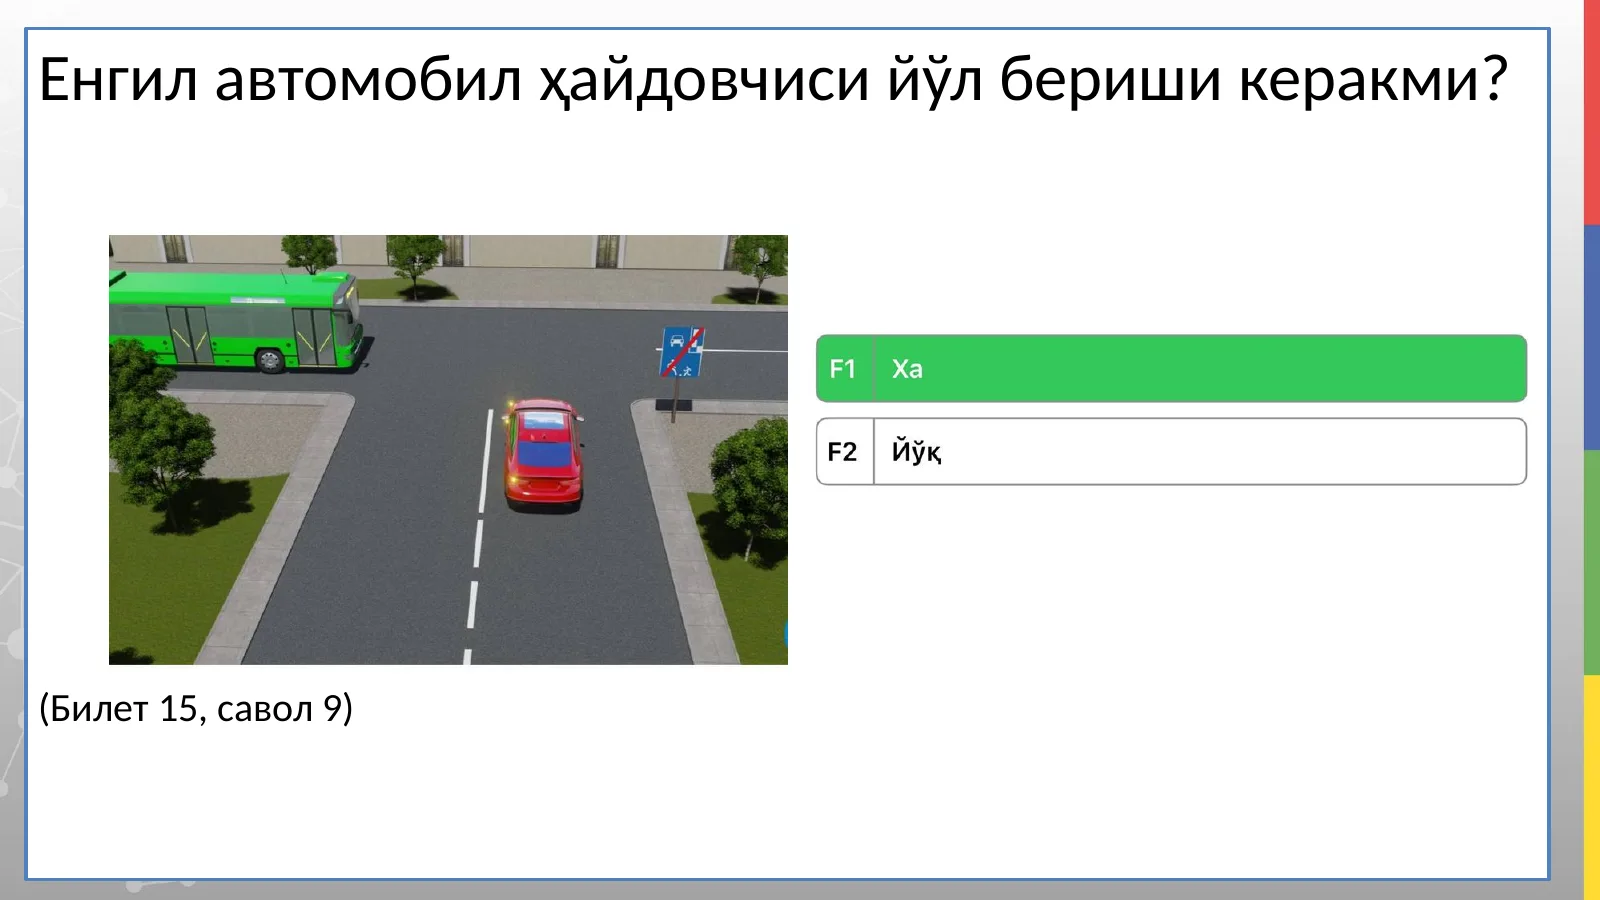 Енгил автомобил ҳайдовчиси йўл бериши керакми?
F1 Ха
F2 Йўқ
(Билет 15, савол 9)